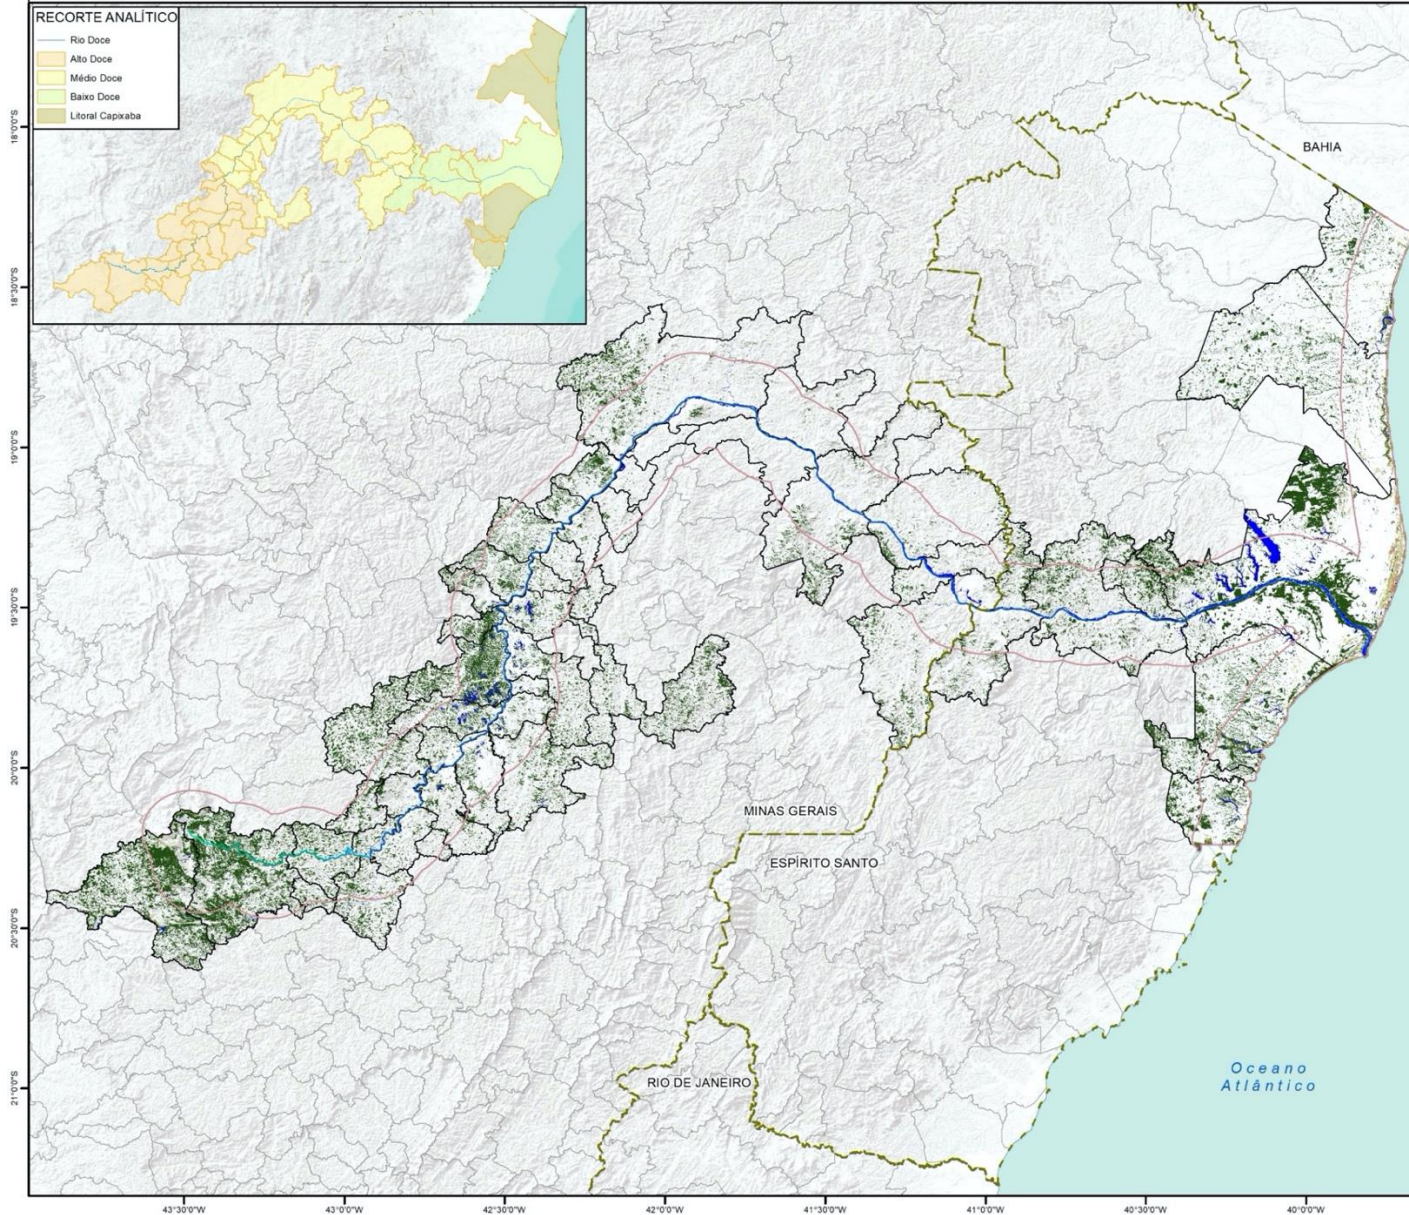 RECORTE ANALÍTICO
Rio Doce
Alto Doce
Médio Doce
Baixo Doce
Litoral Capixaba
BAHIA
MINAS GERAIS
ESPÍRITO SANTO
RIO DE JANEIRO
Oceano
Atlântico
18°0'0"S
18°30'0"S
19°0'0"S
19°30'0"S
20°0'0"S
20°30'0"S
21°0'0"S
43°30'0"W
43°0'0"W
42°30'0"W
42°0'0"W
41°30'0"W
41°0'0"W
40°30'0"W
40°0'0"W